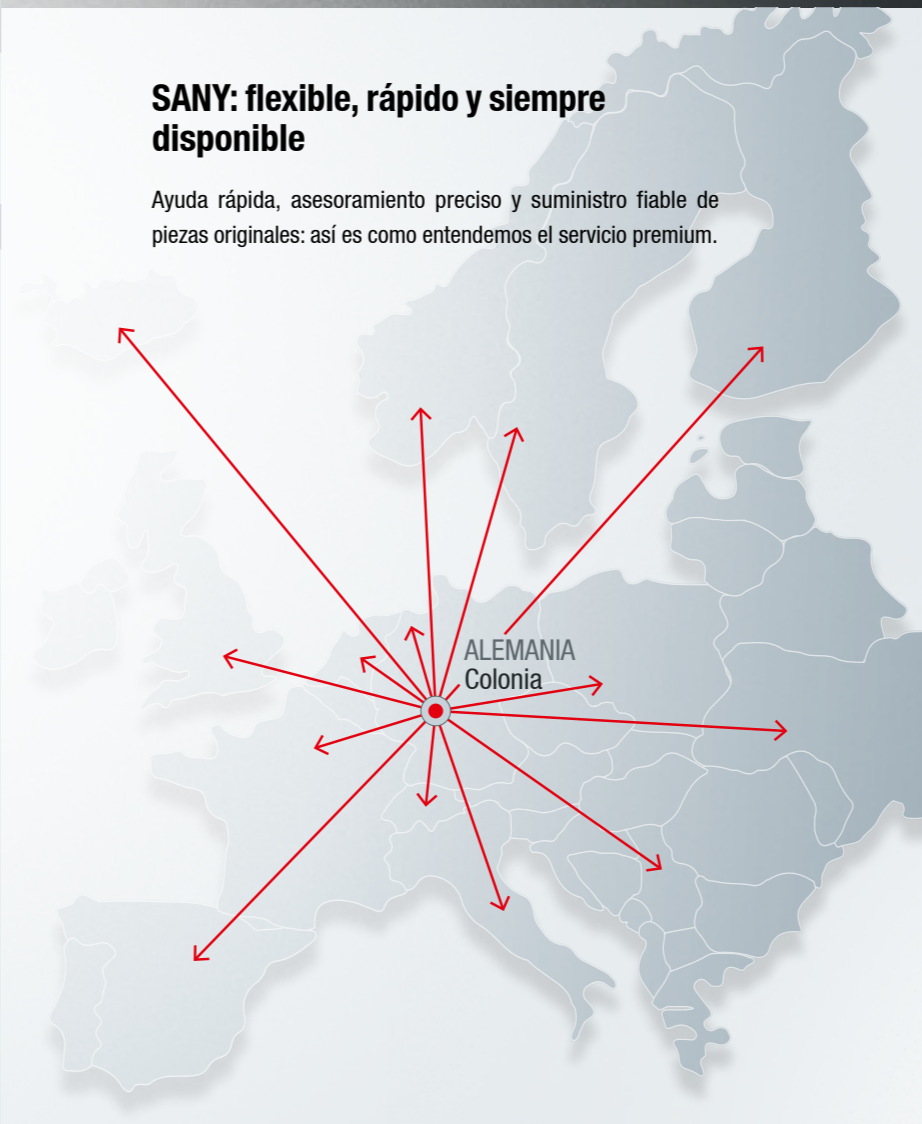 SANY: flexible, rápido y siempre
disponible
Ayuda rápida, asesoramiento preciso y suministro fiable de
piezas originales: así es como entendemos el servicio premium.
ALEMANIA
Colonia